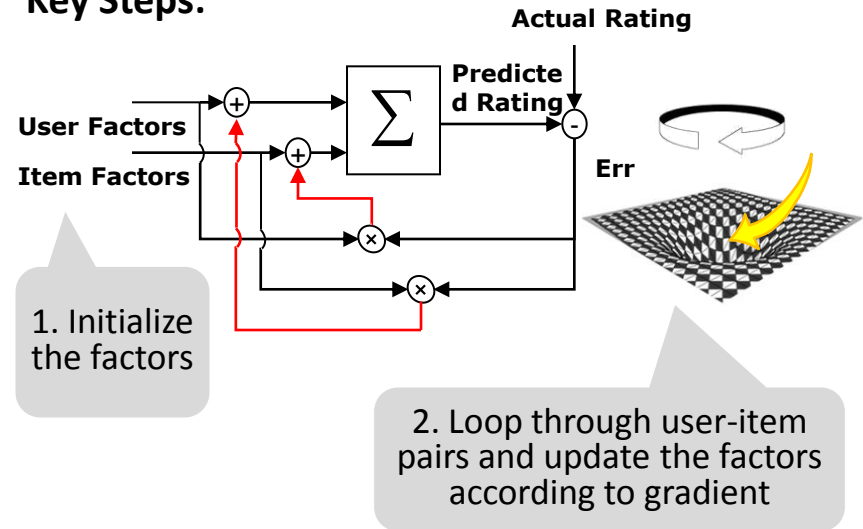 Key Steps:
Actual Rating
Predicte
d Rating
+
∑
-
User Factors
+
Item Factors
Err
×
×
1. Initialize
the factors
2. Loop through user-item
pairs and update the factors
according to gradient